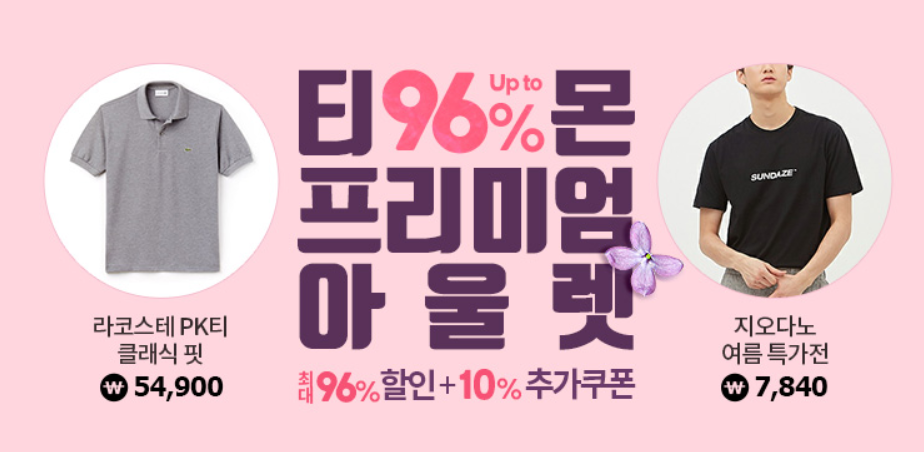 티 96% Up to 몬
프리미엄
아울렛
최대 96% 할인 + 10% 추가쿠폰
라코스테 PK티
클래식 핏
₩ 54,900
SUNDAZE
지오다노
여름 특가전
₩ 7,840